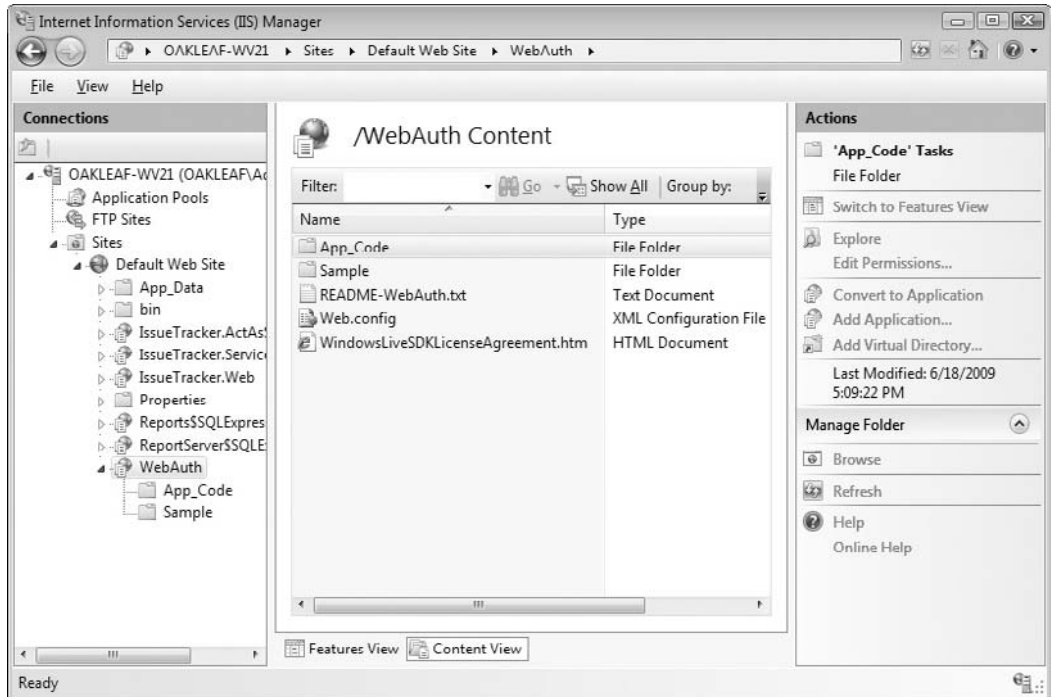 Internet Information Services (IIS) Manager
OAKLEAF-WV21 ▸ Sites ▸ Default Web Site ▸ WebAuth ▸
File View Help
Connections
OAKLEAF-WV21 (OAKLEAF\Ad
Application Pools
FTP Sites
Sites
Default Web Site
App_Data
bin
IssueTracker.ActAsS
IssueTracker.Service
IssueTracker.Web
Properties
Reports$SQLExpres
ReportServer$SQLE
WebAuth
App_Code
Sample
/WebAuth Content
Filter: Go Show All Group by:
Name Type
App_Code File Folder
Sample File Folder
README-WebAuth.txt Text Document
Web.config XML Configuration File
WindowsLiveSDKLicenseAgreement.htm HTML Document
Features View Content View
Actions
'App_Code' Tasks
File Folder
Switch to Features View
Explore
Edit Permissions...
Convert to Application
Add Application...
Add Virtual Directory...
Last Modified: 6/18/2009
5:09:22 PM
Manage Folder
Browse
Refresh
Help
Online Help
Ready